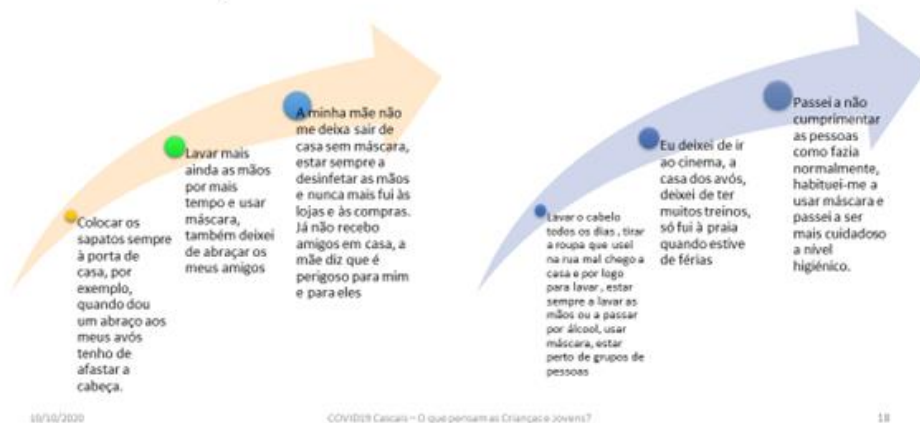 Colocar os
sapatos sempre
à porta de
casa, por
exemplo,
quando dou
um abraço aos
meus avós
tenho de
afastar a
cabeça.
Lavar mais
ainda as mãos
por mais
tempo e usar
máscara,
também deixei
de abraçar os
meus amigos
A minha mãe não
me deixa sair de
casa sem máscara,
estar sempre a
desinfetar as mãos
e nunca mais fui às
lojas e às compras.
Já não recebo
amigos em casa, a
mãe diz que é
perigoso para mim
e para eles
Lavar o cabelo
todos os dias , tirar
a roupa que usei
na rua mal chego a
casa e por logo
para lavar , estar
sempre a lavar as
mãos ou a passar
por álcool, usar
máscara, estar
perto de grupos de
pessoas
Eu deixei de ir
ao cinema, a
casa dos avós,
deixei de ter
muitos treinos,
só fui à praia
quando estive
de férias
Passei a não
cumprimentar
as pessoas
como fazia
normalmente,
habituei-me a
usar máscara e
passei a ser
mais cuidadoso
a nível
higiénico.
10/10/2020
COVID19 Cascais – O que pensam as Crianças e Jovens?
18